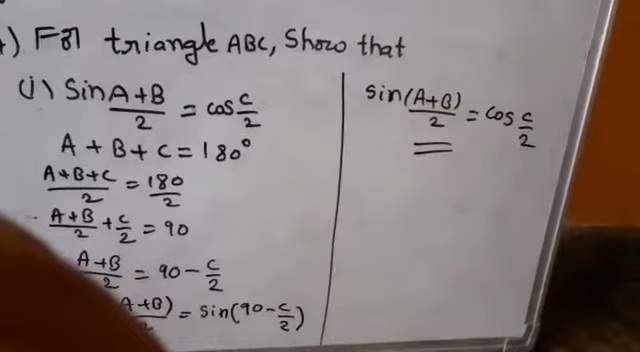 ) For triangle ABC, Show that
(i) Sin A+B/2 = cos C/2
A + B + C = 180°
A+B+C/2 = 180/2
A+B/2 + C/2 = 90
A+B/2 = 90 - C/2
A+B) = sin(90 - C/2)
sin(A+B)/2 = cos C/2